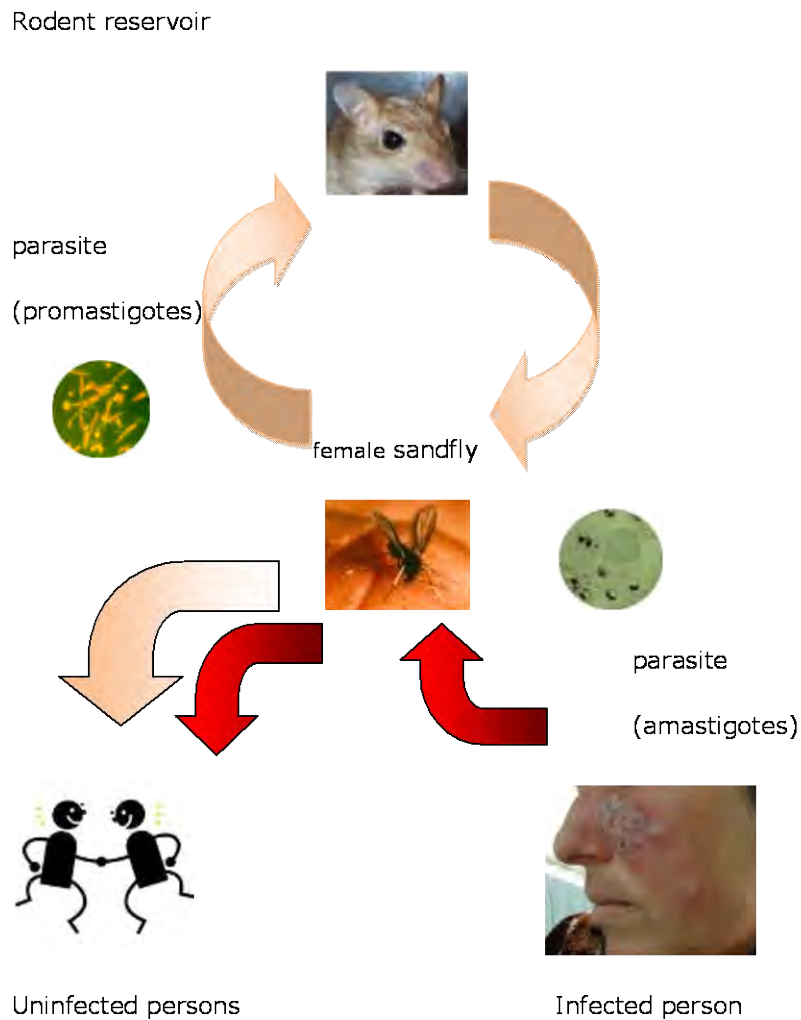 Rodent reservoir
parasite
(promastigotes)
female sandfly
parasite
(amastigotes)
Uninfected persons
Infected person